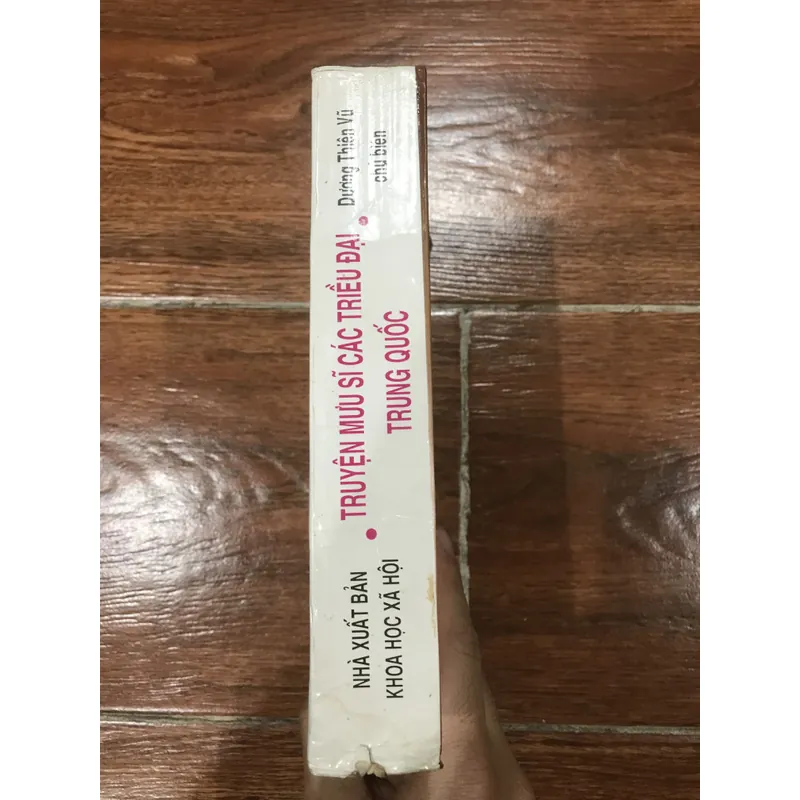 NHÀ XUẤT BẢN
KHOA HỌC XÃ HỘI
• TRUYỆN MƯU SĨ CÁC TRIỀU ĐẠI •
TRUNG QUỐC
Dương Thiên Vũ
chủ biên